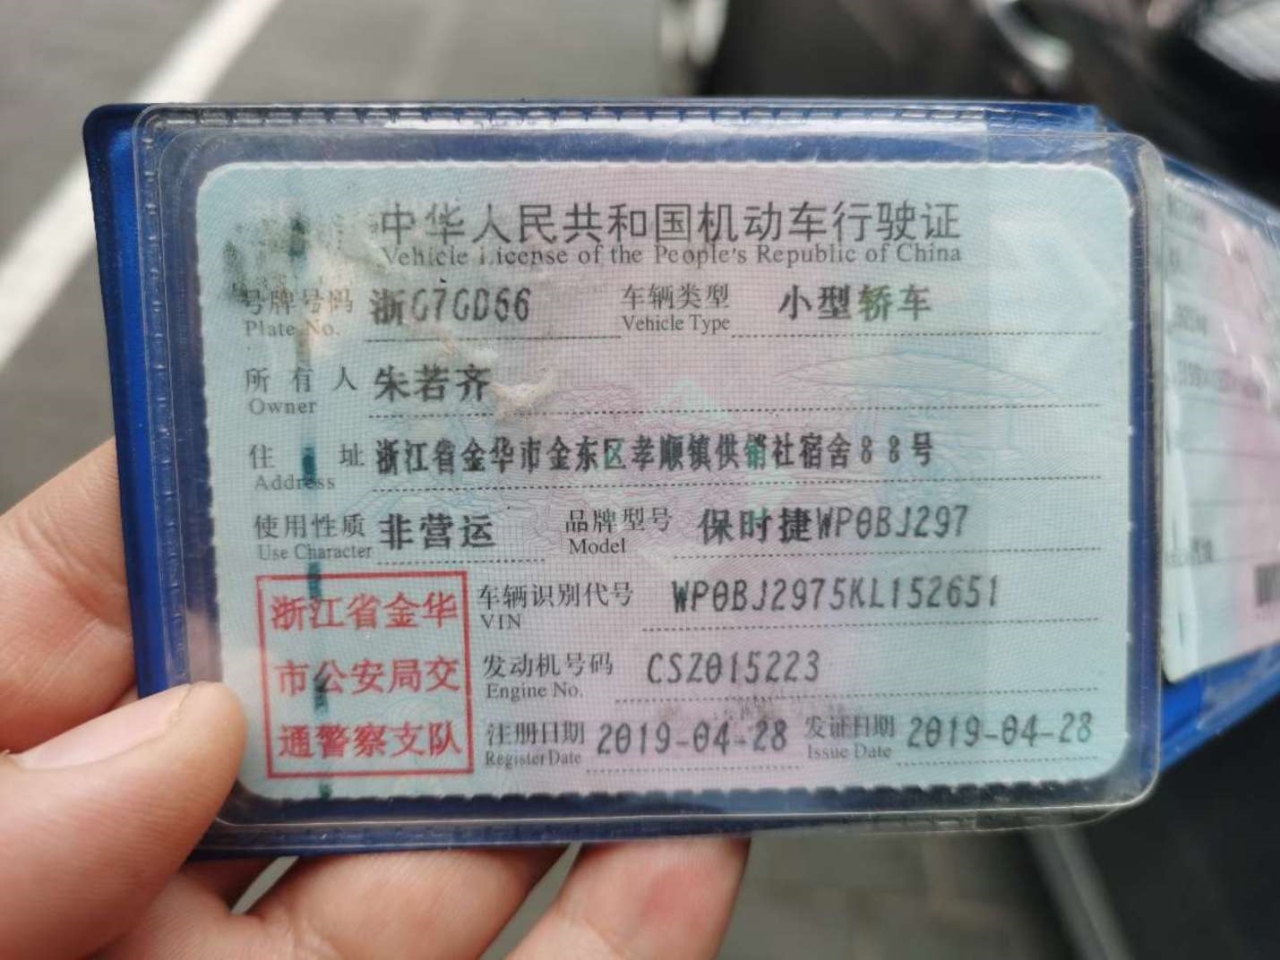 中华人民共和国机动车行驶证
Vehicle License of the People's Republic of China
号牌号码 浙G7GD66 车辆类型 小型轿车
Plate No. Vehicle Type
所有人 朱若齐
Owner
住址 浙江省金华市金东区孝顺镇供销社宿舍88号
Address
使用性质 非营运 品牌型号 保时捷WP0BJ297
Use Character Model
浙江省金华
市公安局交
通警察支队
车辆识别代号 WP0BJ2975KL152651
VIN
发动机号码 CSZ015223
Engine No.
注册日期 2019-04-28 发证日期 2019-04-28
Register Date Issue Date